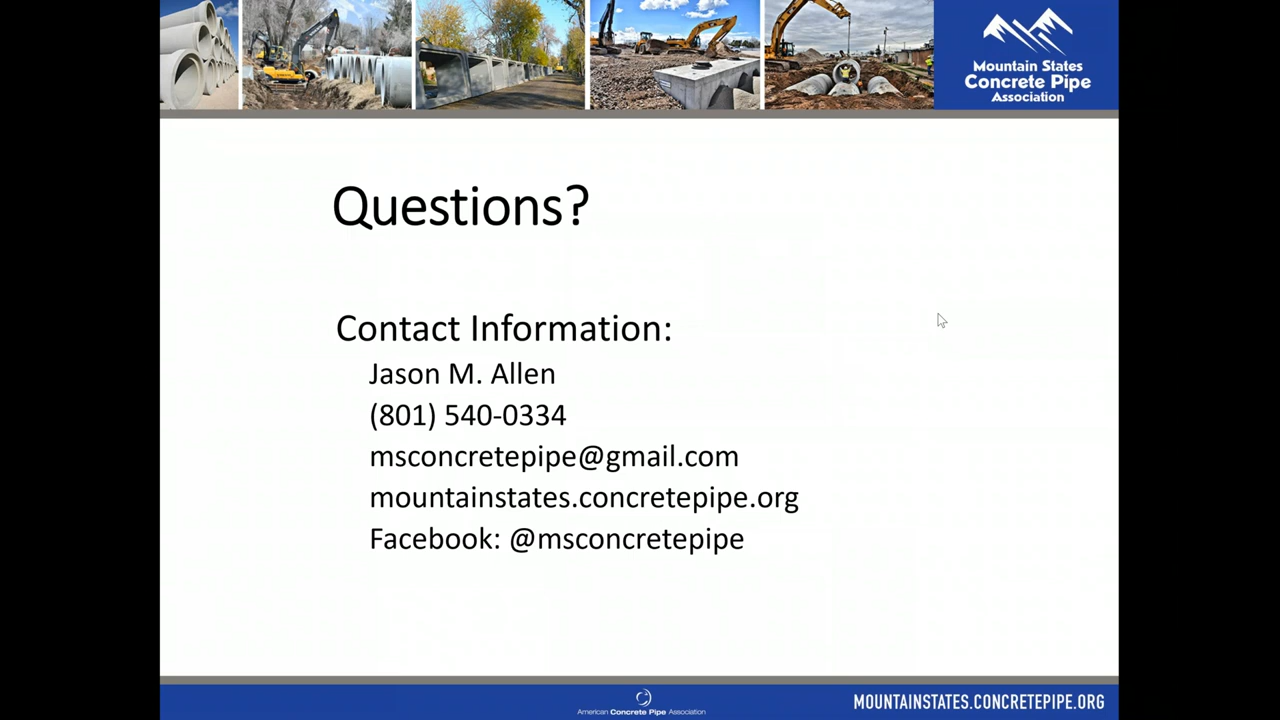 Mountain States
Concrete Pipe
Association
Questions?
Contact Information:
Jason M. Allen
(801) 540-0334
msconcretepipe@gmail.com
mountainstates.concretepipe.org
Facebook: @msconcretepipe
American Concrete Pipe Association
MOUNTAINSTATES.CONCRETEPIPE.ORG